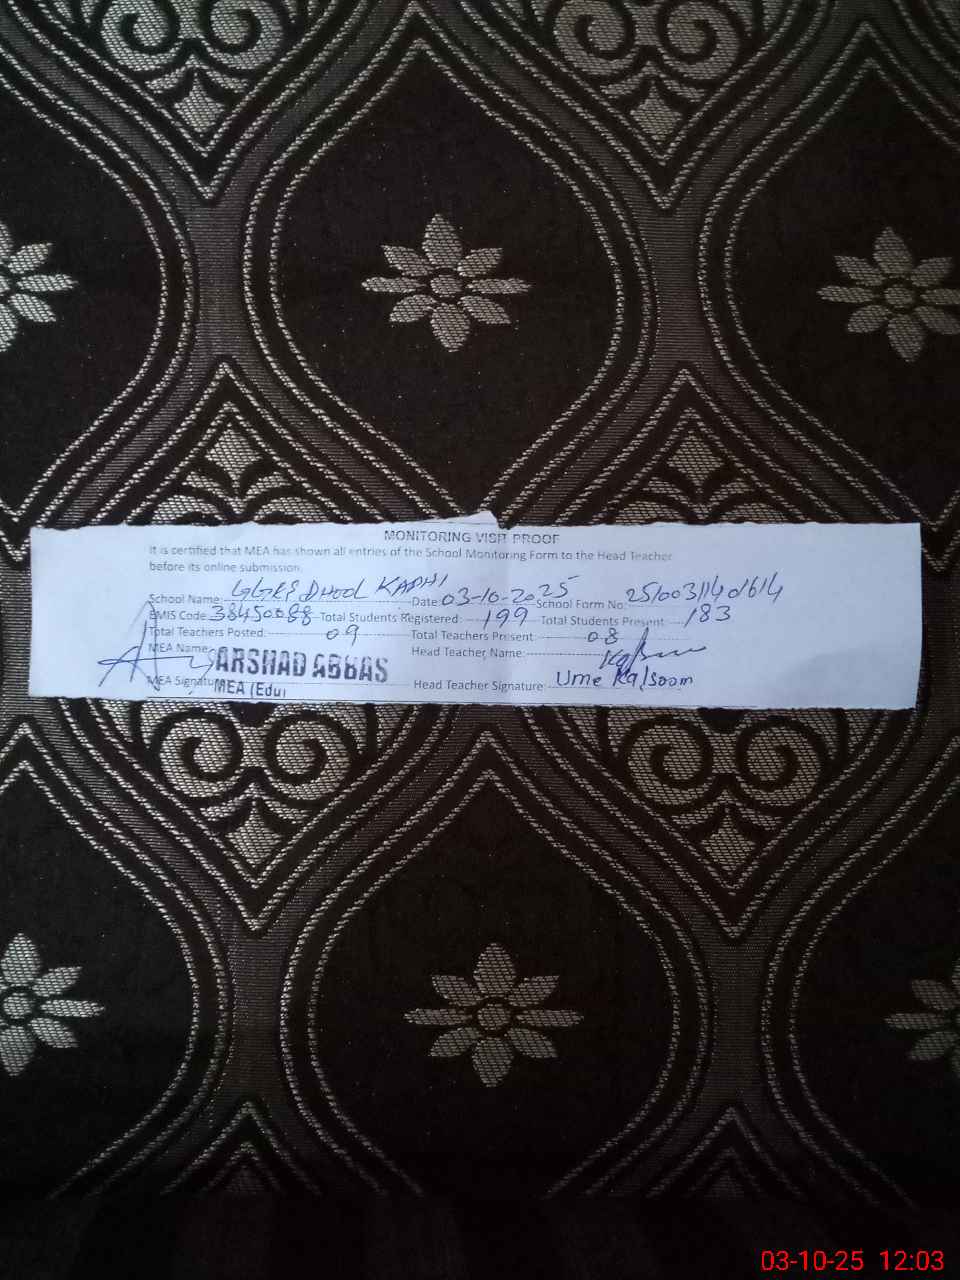 MONITORING VISIT PROOF
It is certified that MEA has shown all entries of the School Monitoring Form to the Head Teacher
before its online submission.
School Name: DHOOL KADHI Date: 03-10-2025 School Form No: 25100311401614
EMIS Code: 38450088 Total Students Registered: 199 Total Students Present: 183
Total Teachers Posted: 09 Total Teachers Present: 08
MEA Name: ARSHAD ABBAS Head Teacher Name:
MEA Signature MEA (Edu) Head Teacher Signature: Ume Kalsoom
03-10-25 12:03